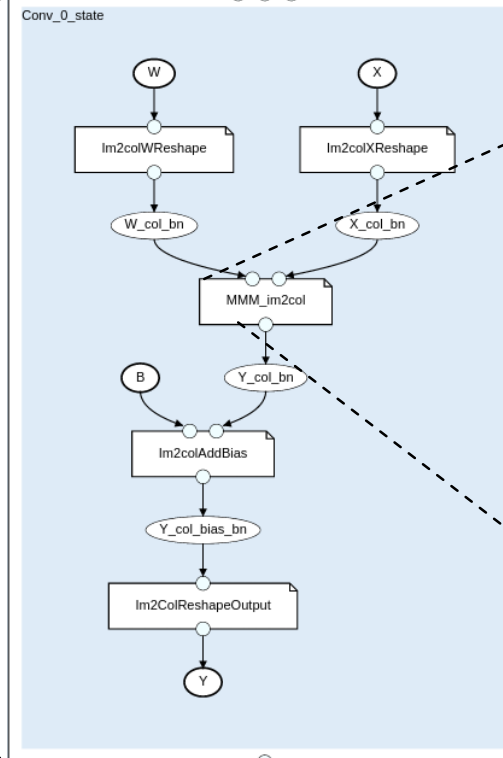 Conv_0_state
W
X
Im2colWReshape
Im2colXReshape
W_col_bn
X_col_bn
MMM_im2col
B
Y_col_bn
Im2colAddBias
Y_col_bias_bn
Im2ColReshapeOutput
Y